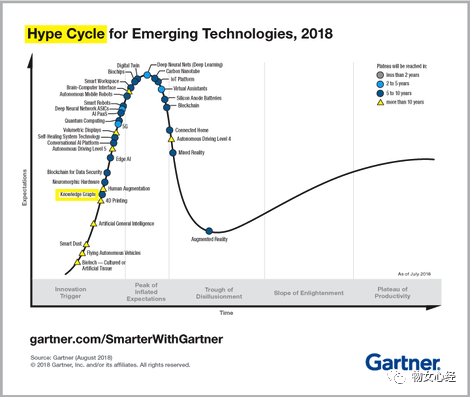 Hype Cycle for Emerging Technologies, 2018
Expectations
Digital Twin
Biochips
Smart Workspace
Brain-Computer Interface
Autonomous Mobile Robots
Smart Robots
Deep Neural Network ASICs
AI PaaS
Quantum Computing
5G
Volumetric Displays
Self-Healing System Technology
Conversational AI Platform
Autonomous Driving Level 5
Edge AI
Blockchain for Data Security
Neuromorphic Hardware
Human Augmentation
Knowledge Graphs
4D Printing
Artificial General Intelligence
Smart Dust
Flying Autonomous Vehicles
Biotech — Cultured or
Artificial Tissue
Deep Neural Nets (Deep Learning)
Carbon Nanotube
IoT Platform
Virtual Assistants
Silicon Anode Batteries
Blockchain
Connected Home
Autonomous Driving Level 4
Mixed Reality
Augmented Reality
Plateau will be reached in:
less than 2 years
2 to 5 years
5 to 10 years
more than 10 years
As of July 2018
Innovation
Trigger
Peak of
Inflated
Expectations
Trough of
Disillusionment
Slope of Enlightenment
Plateau of
Productivity
Time
gartner.com/SmarterWithGartner
Source: Gartner (August 2018)
© 2018 Gartner, Inc. and/or its affiliates. All rights reserved.
Gartner.
物女心经